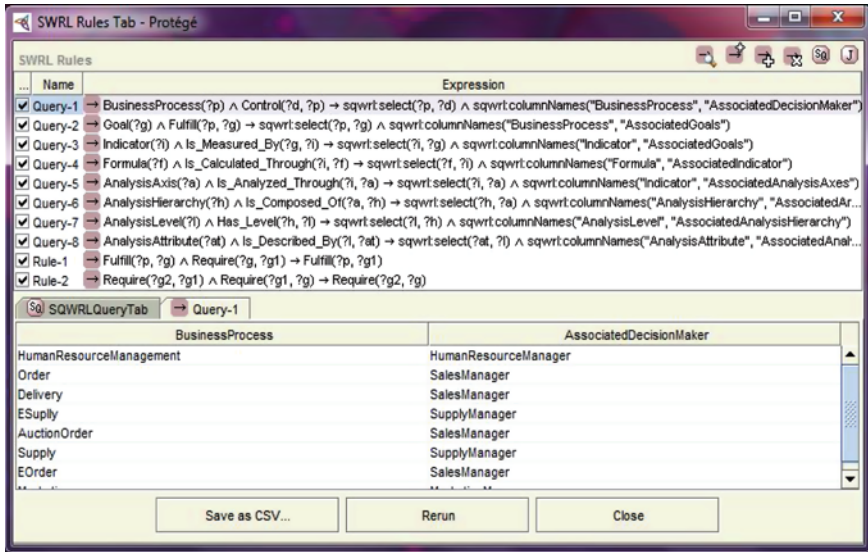 SWRL Rules Tab - Protégé
SWRL Rules
... Name Expression
Query-1 → BusinessProcess(?p) ∧ Control(?d, ?p) → sqwrl:select(?p, ?d) ∧ sqwrl:columnNames("BusinessProcess", "AssociatedDecisionMaker")
Query-2 → Goal(?g) ∧ Fulfill(?p, ?g) → sqwrl:select(?p, ?g) ∧ sqwrl:columnNames("BusinessProcess", "AssociatedGoals")
Query-3 → Indicator(?i) ∧ Is_Measured_By(?g, ?i) → sqwrl:select(?i, ?g) ∧ sqwrl:columnNames("Indicator", "AssociatedGoals")
Query-4 → Formula(?f) ∧ Is_Calculated_Through(?i, ?f) → sqwrl:select(?f, ?i) ∧ sqwrl:columnNames("Formula", "AssociatedIndicator")
Query-5 → AnalysisAxis(?a) ∧ Is_Analyzed_Through(?i, ?a) → sqwrl:select(?i, ?a) ∧ sqwrl:columnNames("Indicator", "AssociatedAnalysisAxes")
Query-6 → AnalysisHierarchy(?h) ∧ Is_Composed_Of(?a, ?h) → sqwrl:select(?h, ?a) ∧ sqwrl:columnNames("AnalysisHierarchy", "AssociatedAr...
Query-7 → AnalysisLevel(?l) ∧ Has_Level(?h, ?l) → sqwrl:select(?l, ?h) ∧ sqwrl:columnNames("AnalysisLevel", "AssociatedAnalysisHierarchy")
Query-8 → AnalysisAttribute(?at) ∧ Is_Described_By(?l, ?at) → sqwrl:select(?at, ?l) ∧ sqwrl:columnNames("AnalysisAttribute", "AssociatedAnal...
Rule-1 → Fulfill(?p, ?g) ∧ Require(?g, ?g1) → Fulfill(?p, ?g1)
Rule-2 → Require(?g2, ?g1) ∧ Require(?g1, ?g) → Require(?g2, ?g)
SQ SQWRLQueryTab → Query-1
BusinessProcess AssociatedDecisionMaker
HumanResourceManagement HumanResourceManager
Order SalesManager
Delivery SalesManager
ESuplly SupplyManager
AuctionOrder SalesManager
Supply SupplyManager
EOrder SalesManager
Save as CSV... Rerun Close